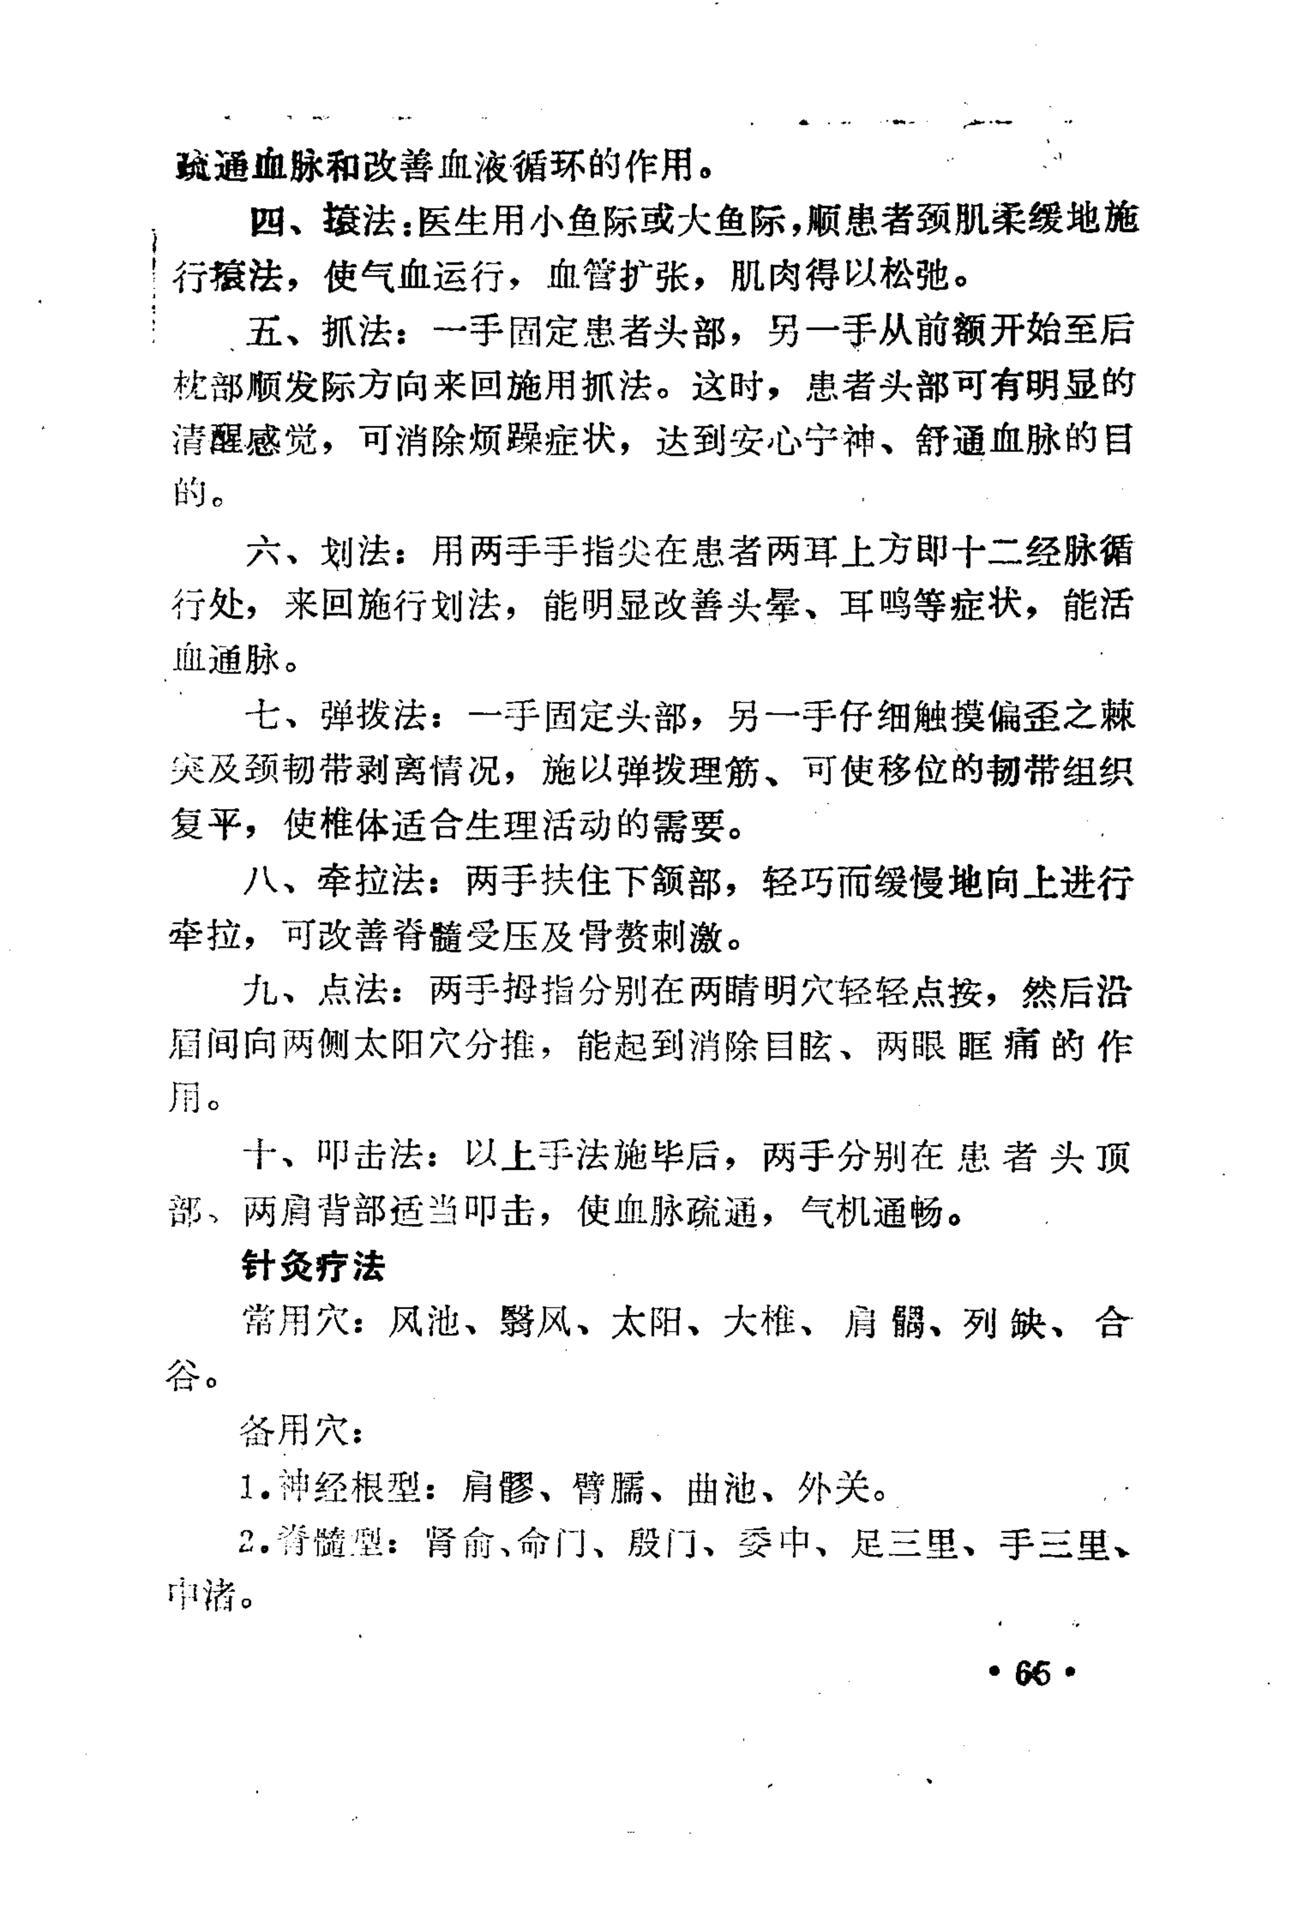 疏通血脉和改善血液循环的作用。
四、㨰法：医生用小鱼际或大鱼际，顺患者颈肌柔缓地施
行㨰法，使气血运行，血管扩张，肌肉得以松弛。
五、抓法：一手固定患者头部，另一手从前额开始至后
枕部顺发际方向来回施用抓法。这时，患者头部可有明显的
清醒感觉，可消除烦躁症状，达到安心宁神、舒通血脉的目
的。
六、划法：用两手手指尖在患者两耳上方即十二经脉循
行处，来回施行划法，能明显改善头晕、耳鸣等症状，能活
血通脉。
七、弹拨法：一手固定头部，另一手仔细触摸偏歪之棘
突及颈韧带剥离情况，施以弹拨理筋、可使移位的韧带组织
复平，使椎体适合生理活动的需要。
八、牵拉法：两手扶住下颔部，轻巧而缓慢地向上进行
牵拉，可改善脊髓受压及骨赘刺激。
九、点法：两手拇指分别在两睛明穴轻轻点按，然后沿
眉间向两侧太阳穴分推，能起到消除目眩、两眼眶痛的作
用。
十、叩击法：以上手法施毕后，两手分别在患者头顶
部、两肩背部适当叩击，使血脉疏通，气机通畅。
针灸疗法
常用穴：风池、翳风、太阳、大椎、肩髃、列缺、合
谷。
备用穴：
1.神经根型：肩髎、臂臑、曲池、外关。
2.脊髓型：肾俞、命门、殷门、委中、足三里、手三里、
中渚。
•65•